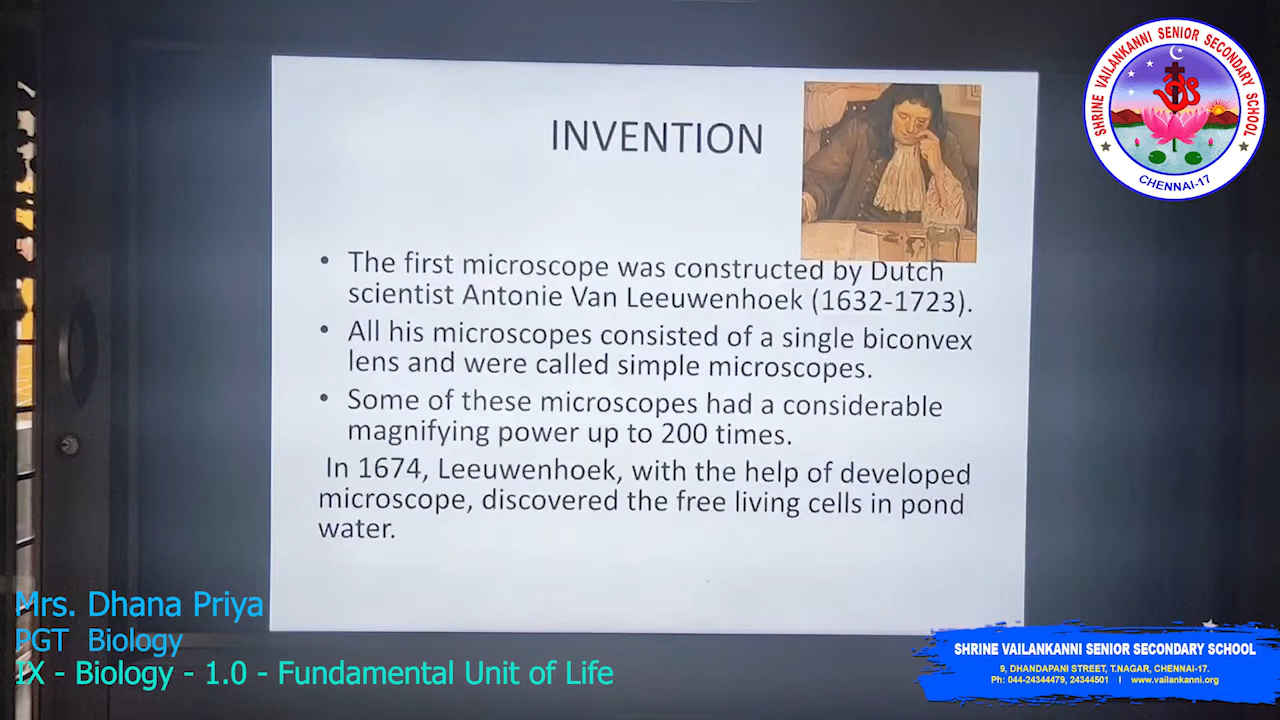 INVENTION
• The first microscope was constructed by Dutch
scientist Antonie Van Leeuwenhoek (1632-1723).
• All his microscopes consisted of a single biconvex
lens and were called simple microscopes.
• Some of these microscopes had a considerable
magnifying power up to 200 times.
In 1674, Leeuwenhoek, with the help of developed
microscope, discovered the free living cells in pond
water.
SHRINE VAILANKANNI SENIOR SECONDARY SCHOOL
CHENNAI-17
Mrs. Dhana Priya
PGT Biology
IX - Biology - 1.0 - Fundamental Unit of Life
SHRINE VAILANKANNI SENIOR SECONDARY SCHOOL
9, DHANDAPANI STREET, T.NAGAR, CHENNAI-17.
Ph: 044-24344479, 24344501 I www.vailankanni.org